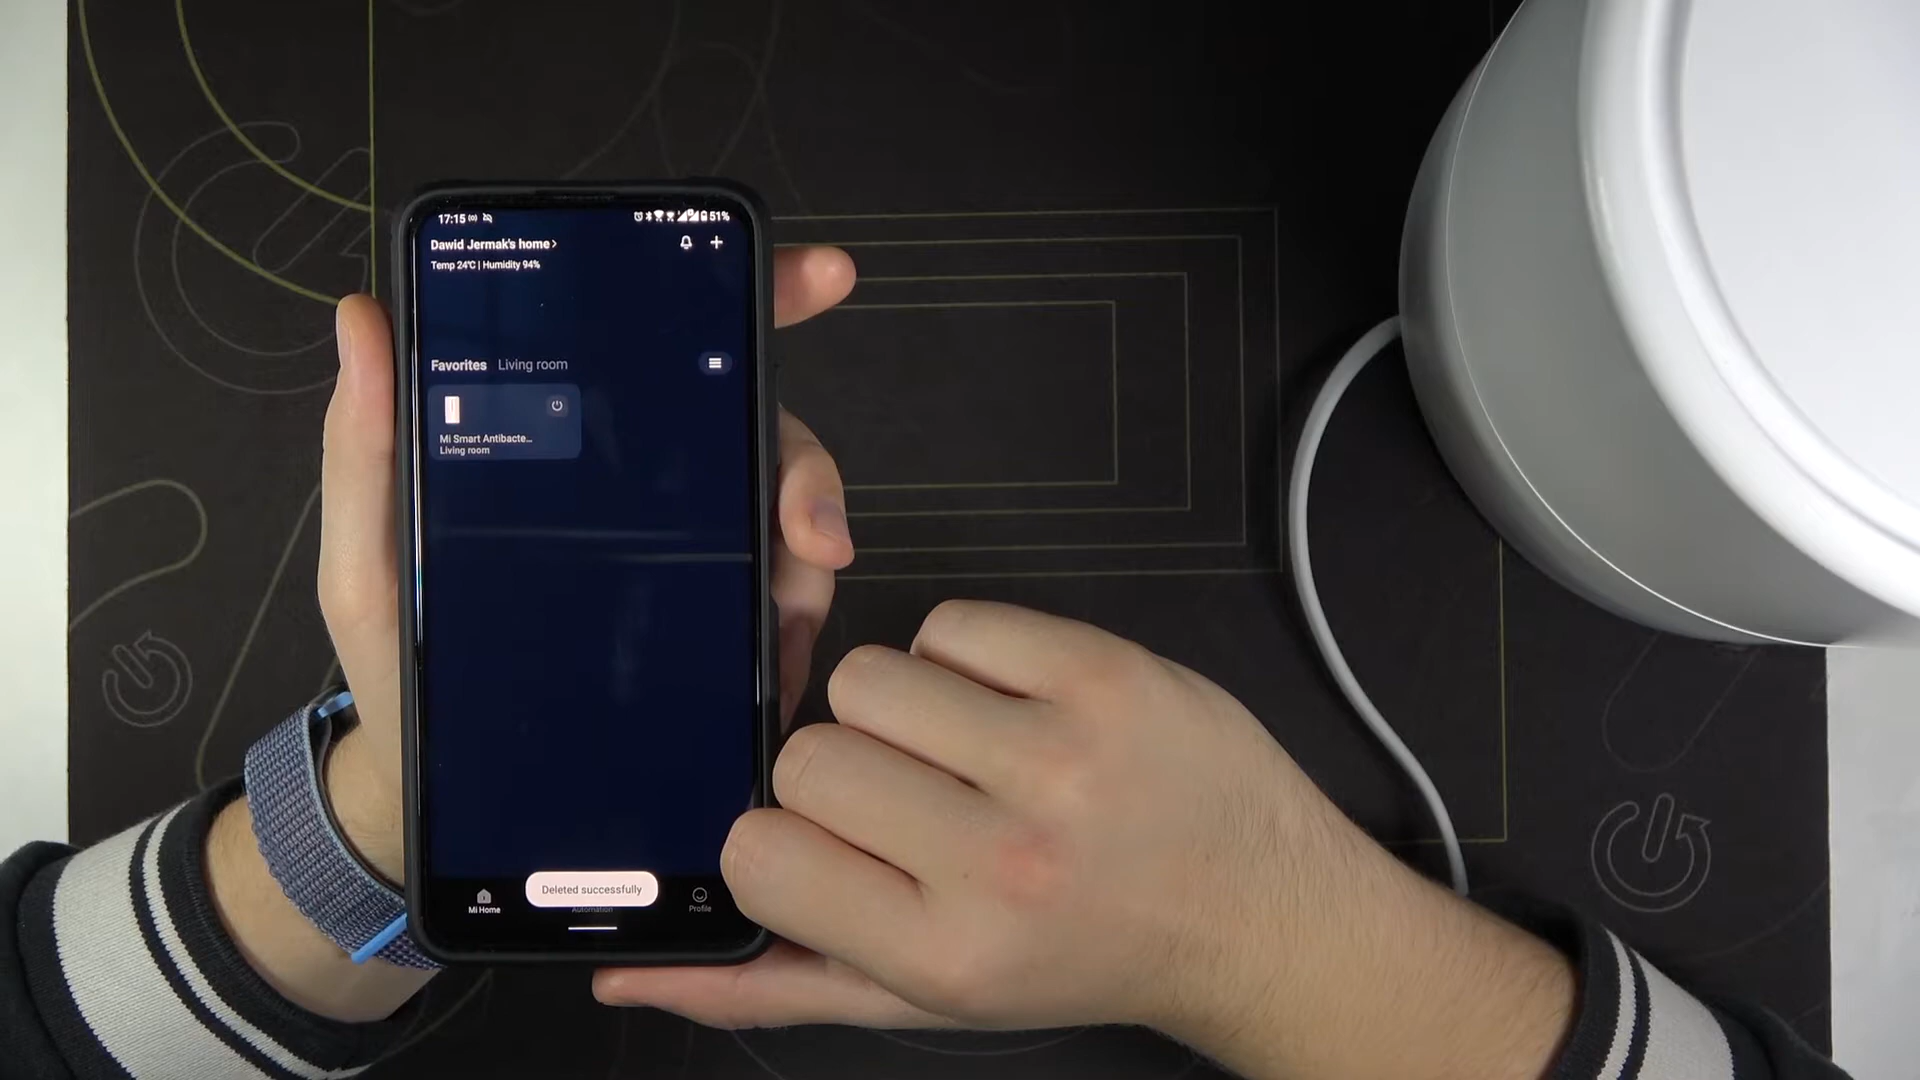 17:15
51%
Dawid Jermak's home >
Temp 24°C | Humidity 94%
Favorites Living room
Mi Smart Antibacte...
Living room
Deleted successfully
Mi Home
Automation
Profile